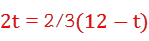 2t = 2/3(12 – t)